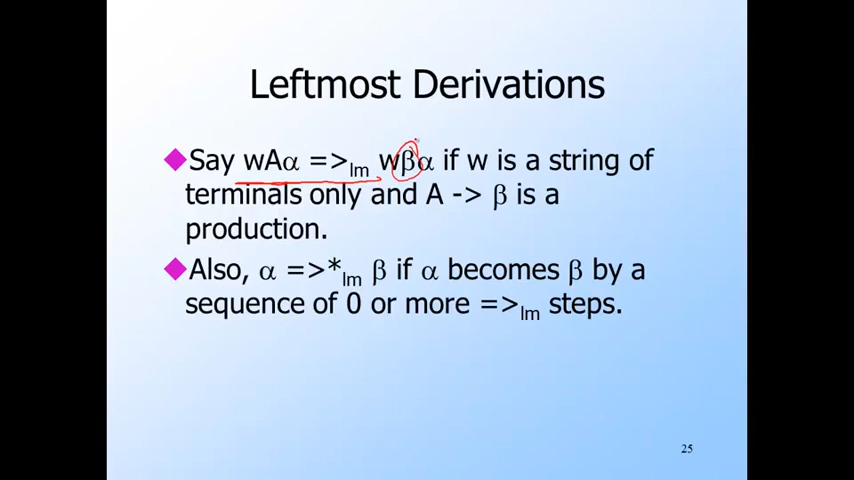 Leftmost Derivations
Say wAα =>lm wβα if w is a string of
terminals only and A -> β is a
production.
Also, α =>*lm β if α becomes β by a
sequence of 0 or more =>lm steps.
25